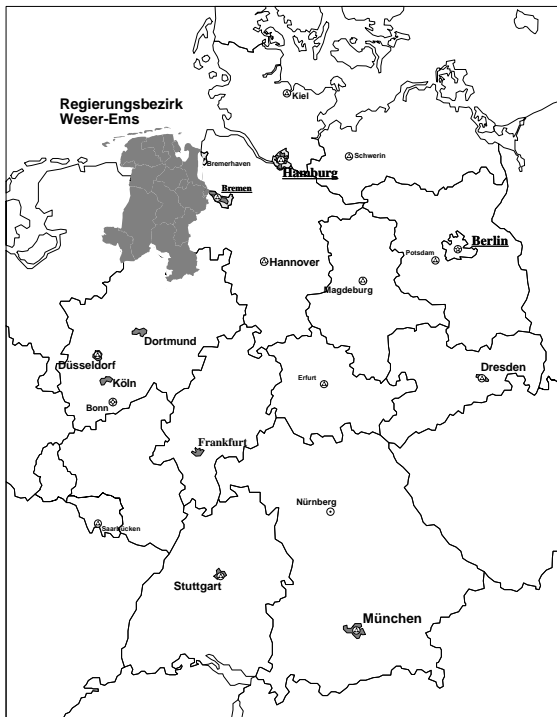 Kiel
Regierungsbezirk
Weser-Ems
Schwerin
Bremerhaven
Hamburg
Bremen
Berlin
Potsdam
Hannover
Magdeburg
Dortmund
Düsseldorf
Dresden
Köln
Erfurt
Bonn
Frankfurt
Nürnberg
Saarbücken
Stuttgart
München